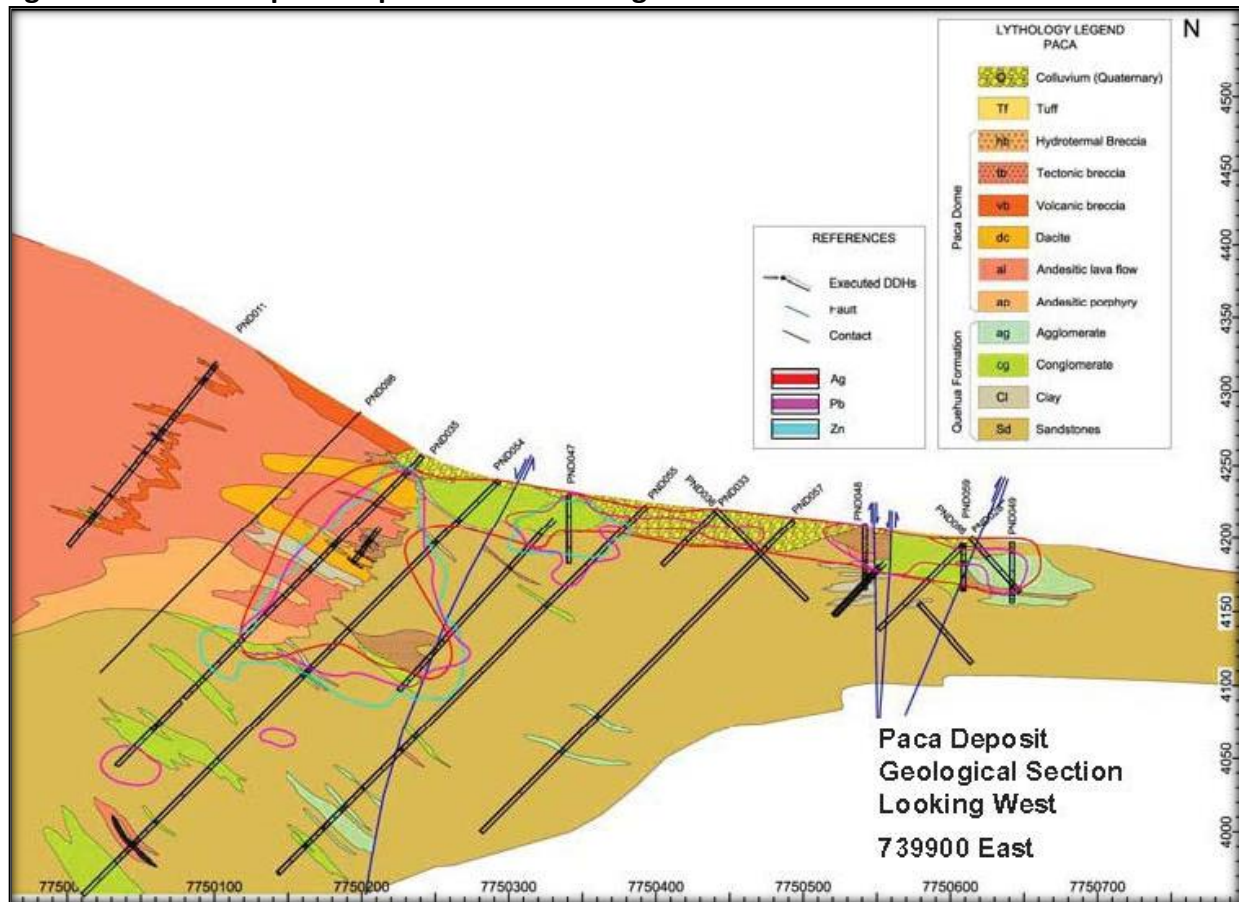 LYTHOLOGY LEGEND
PACA
N
Q Colluvium (Quaternary)
Tf Tuff
Paca Dome
hb Hydrotermal Breccia
tb Tectonic breccia
vb Volcanic breccia
dc Dacite
al Andesitic lava flow
ap Andesitic porphyry
Quehua Formation
ag Agglomerate
cg Conglomerate
Cl Clay
Sd Sandstones
REFERENCES
Executed DDHs
Fault
Contact
Ag
Pb
Zn
4500
4450
4400
4350
4300
4250
4200
4150
4100
4050
4000
PND011
PND098
PND035
PND054
PND047
PND055
PND036
PND033
PND057
PND048
PND059
PND049
Paca Deposit
Geological Section
Looking West
739900 East
7750100
7750200
7750300
7750400
7750500
7750600
7750700